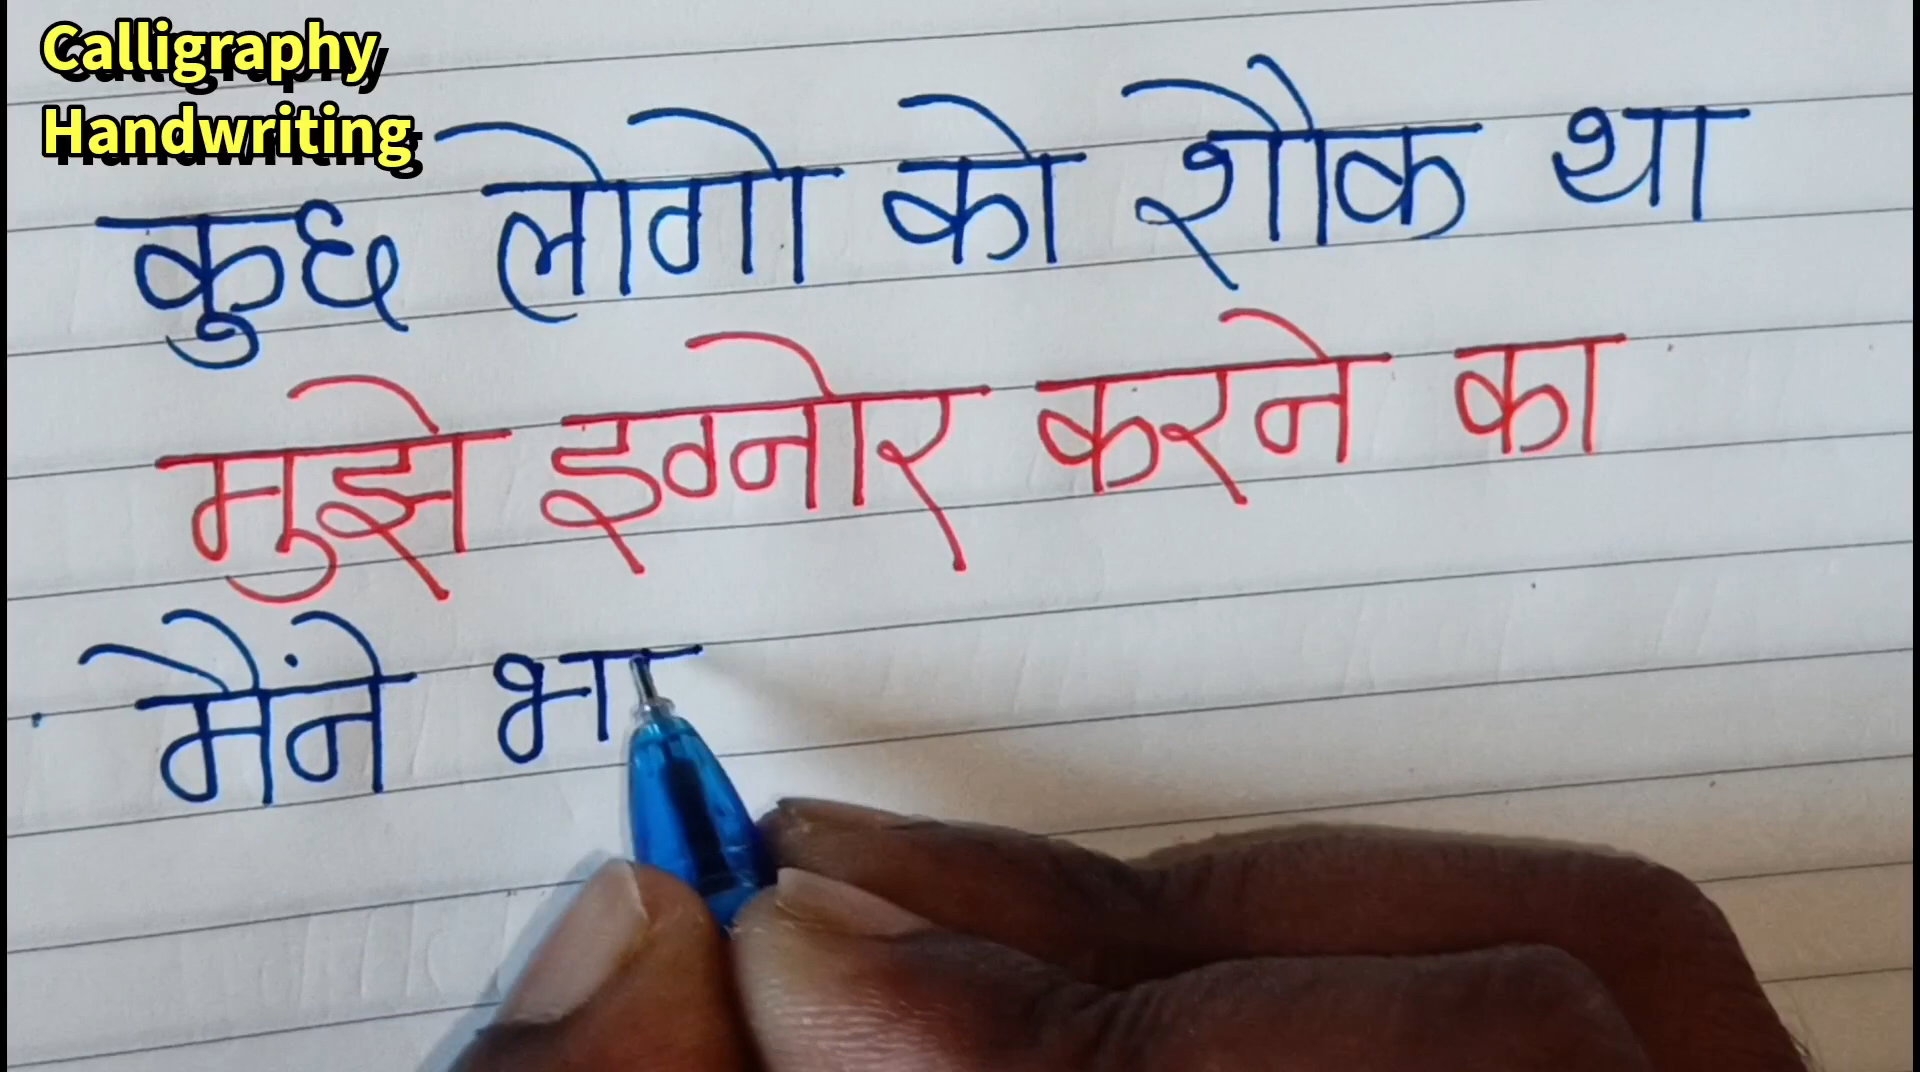 Calligraphy
Handwriting
कुछ लोगो को शौक था
मुझे इग्नोर करने का
मैंने भा